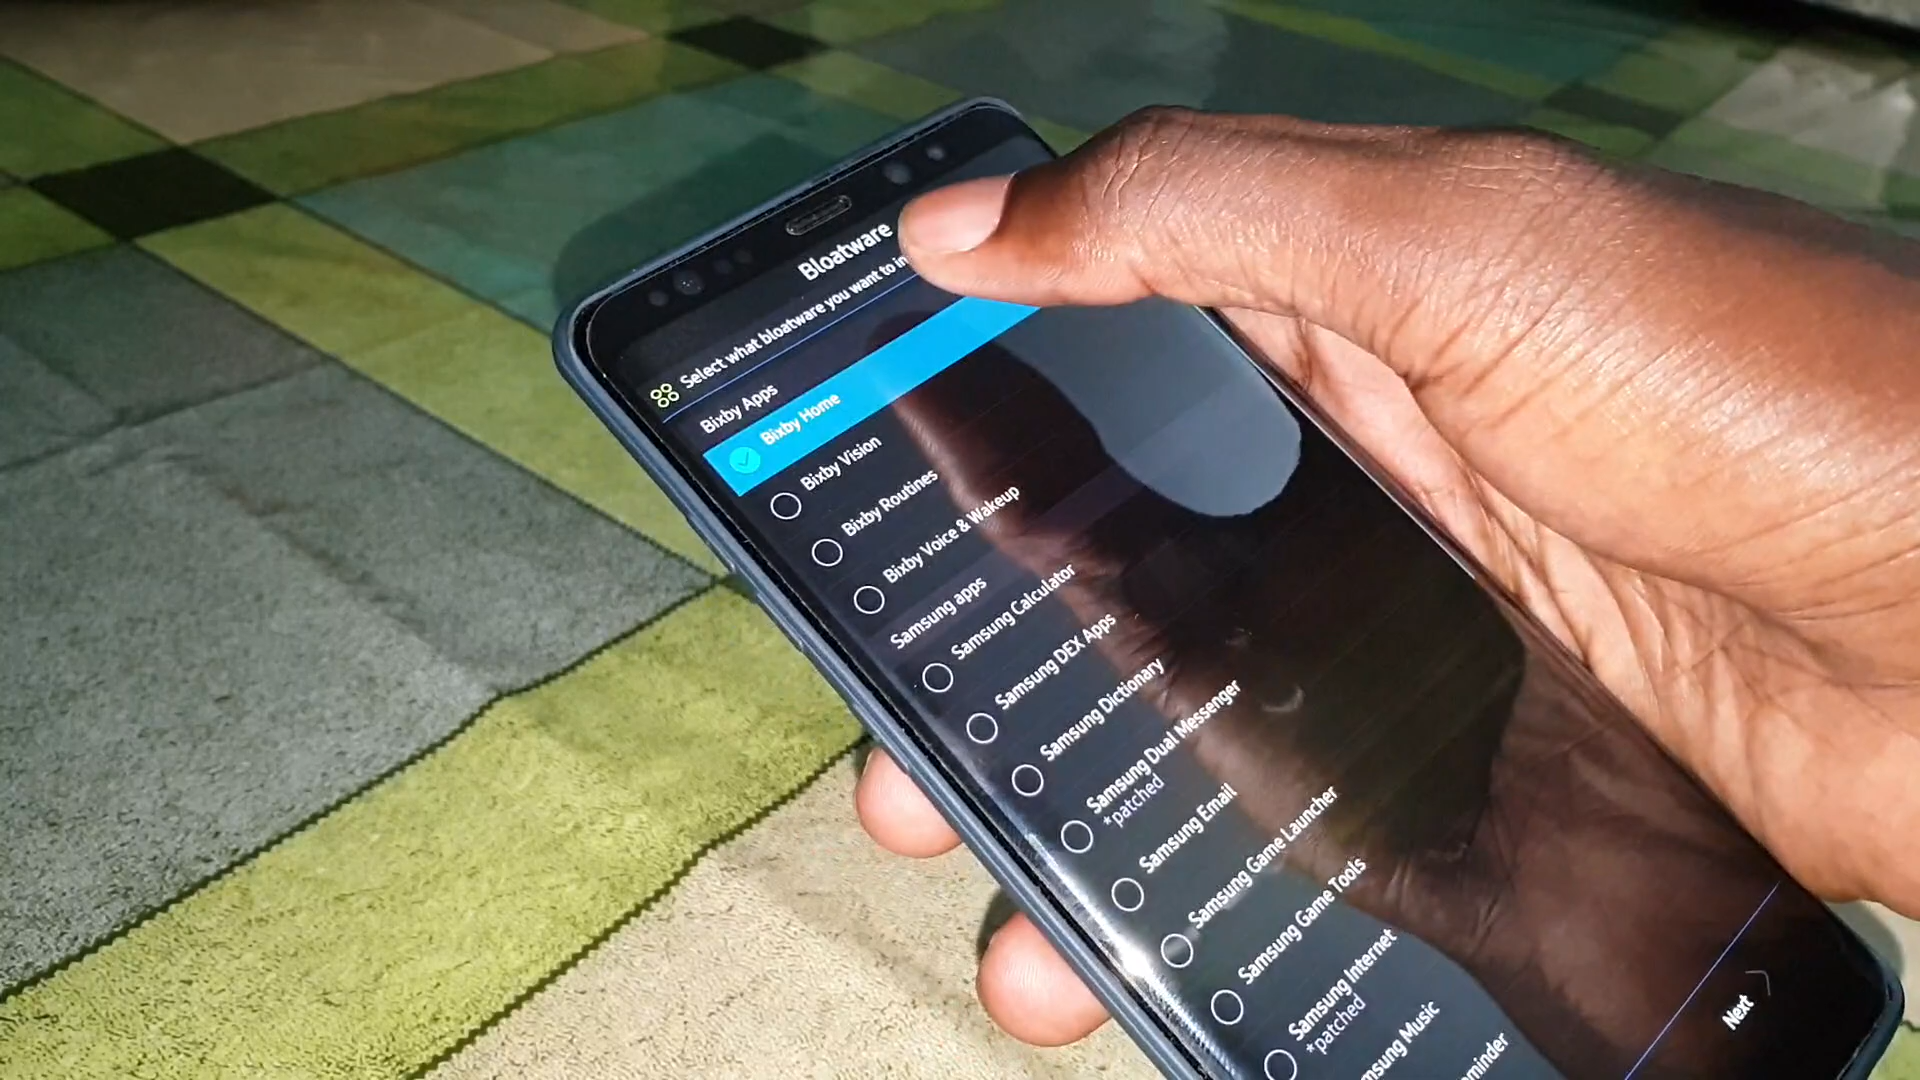 Bloatware
Select what bloatware you want to in
Bixby Apps
Bixby Home
Bixby Vision
Bixby Routines
Bixby Voice & Wakeup
Samsung apps
Samsung Calculator
Samsung DEX Apps
Samsung Dictionary
Samsung Dual Messenger
*patched
Samsung Email
Samsung Game Launcher
Samsung Game Tools
Samsung Internet
*patched
msung Music
minder
Next